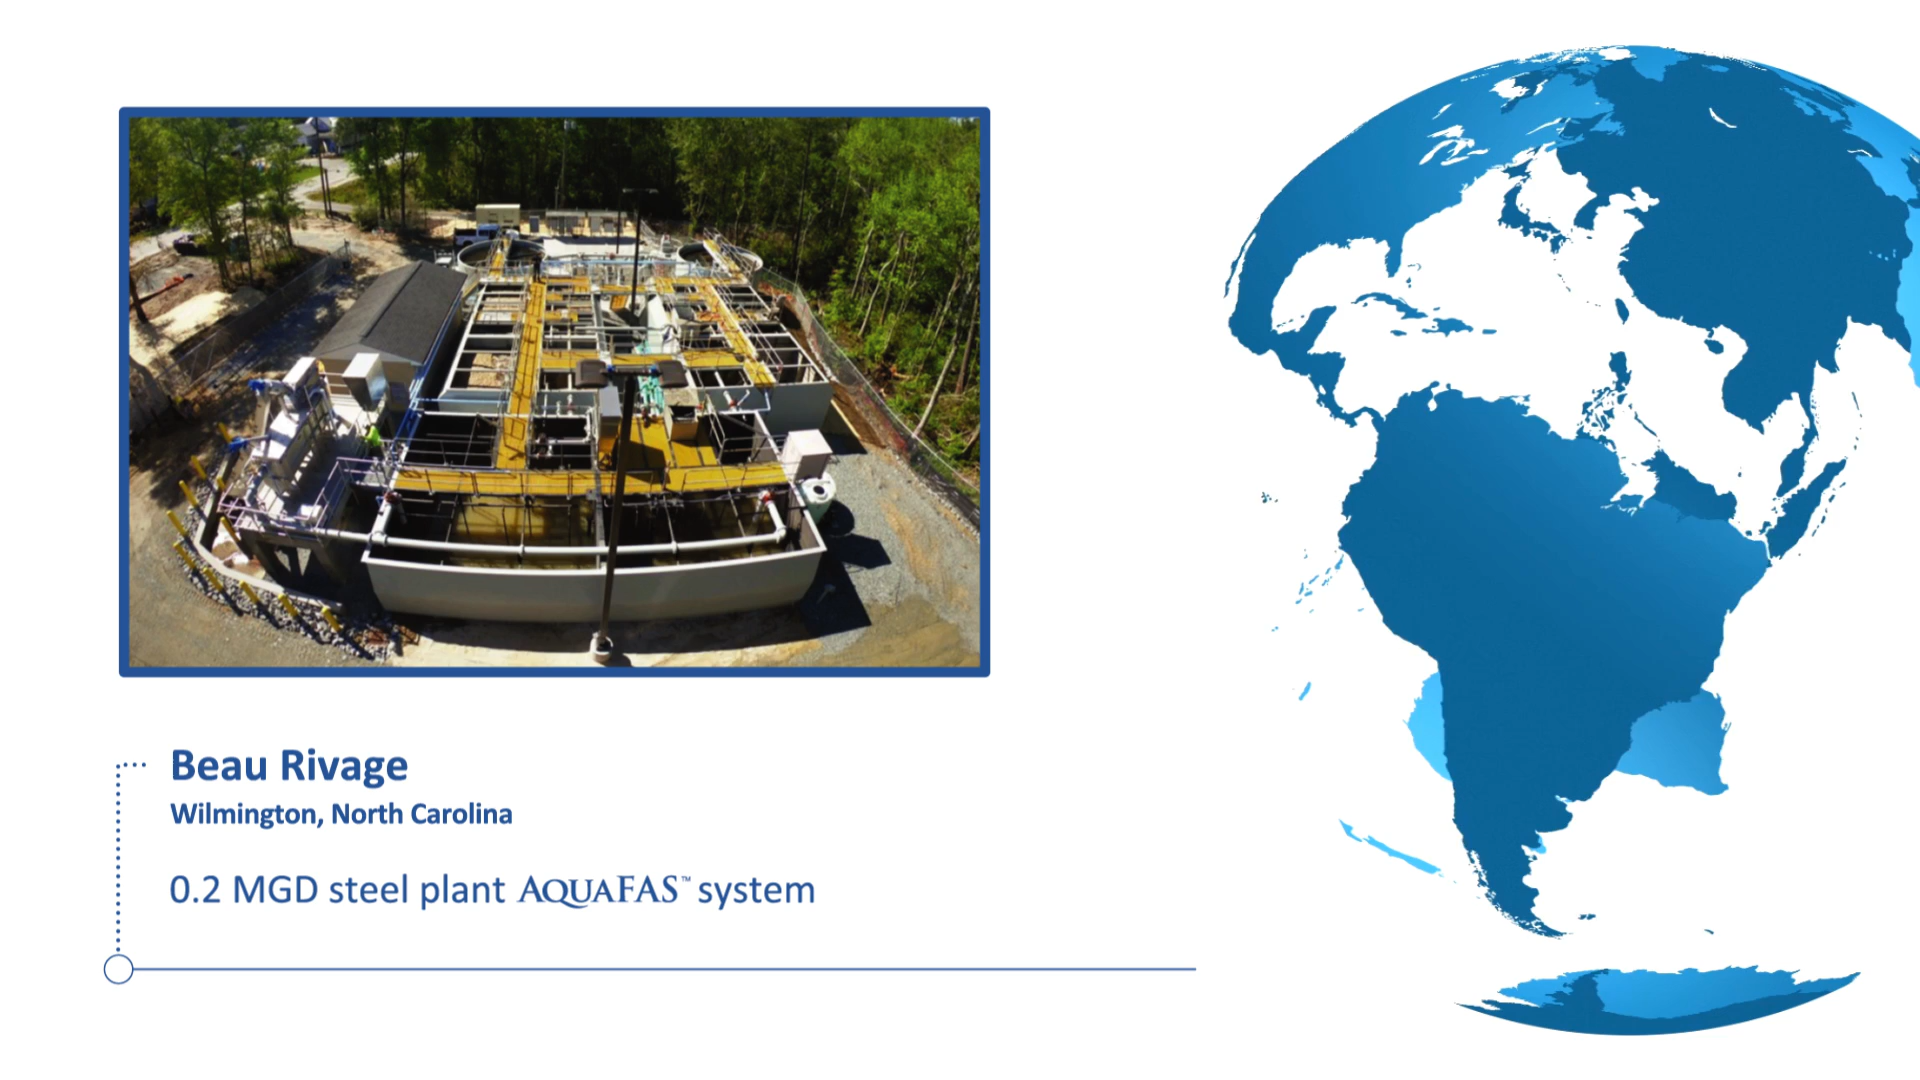 Beau Rivage
Wilmington, North Carolina
0.2 MGD steel plant AQUAFAS™ system